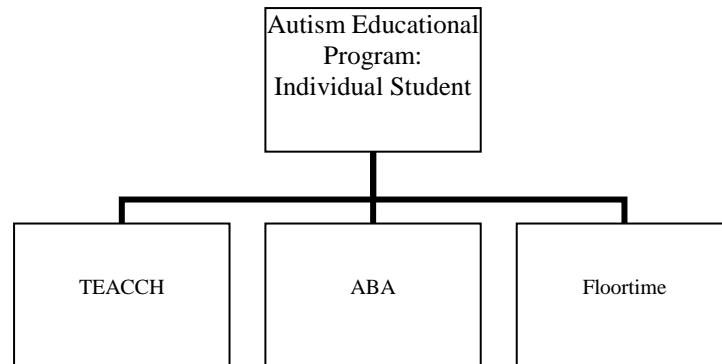 Autism Educational
Program:
Individual Student
TEACCH
ABA
Floortime